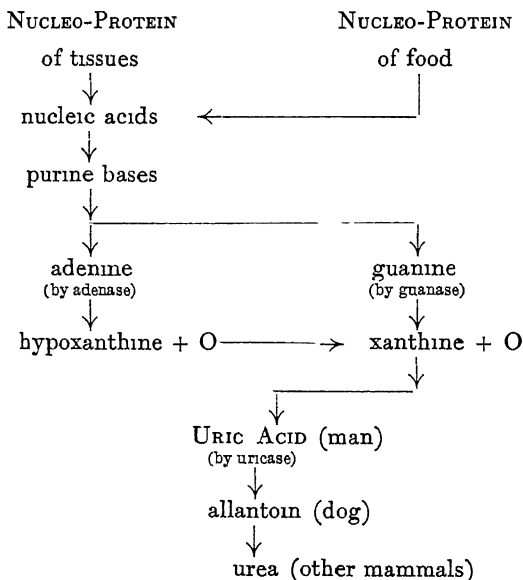 NUCLEO-PROTEIN NUCLEO-PROTEIN
of tissues of food
nucleic acids
purine bases
adenine guanine
(by adenase) (by guanase)
hypoxanthine + O xanthine + O
URIC ACID (man)
(by uricase)
allantoin (dog)
urea (other mammals)